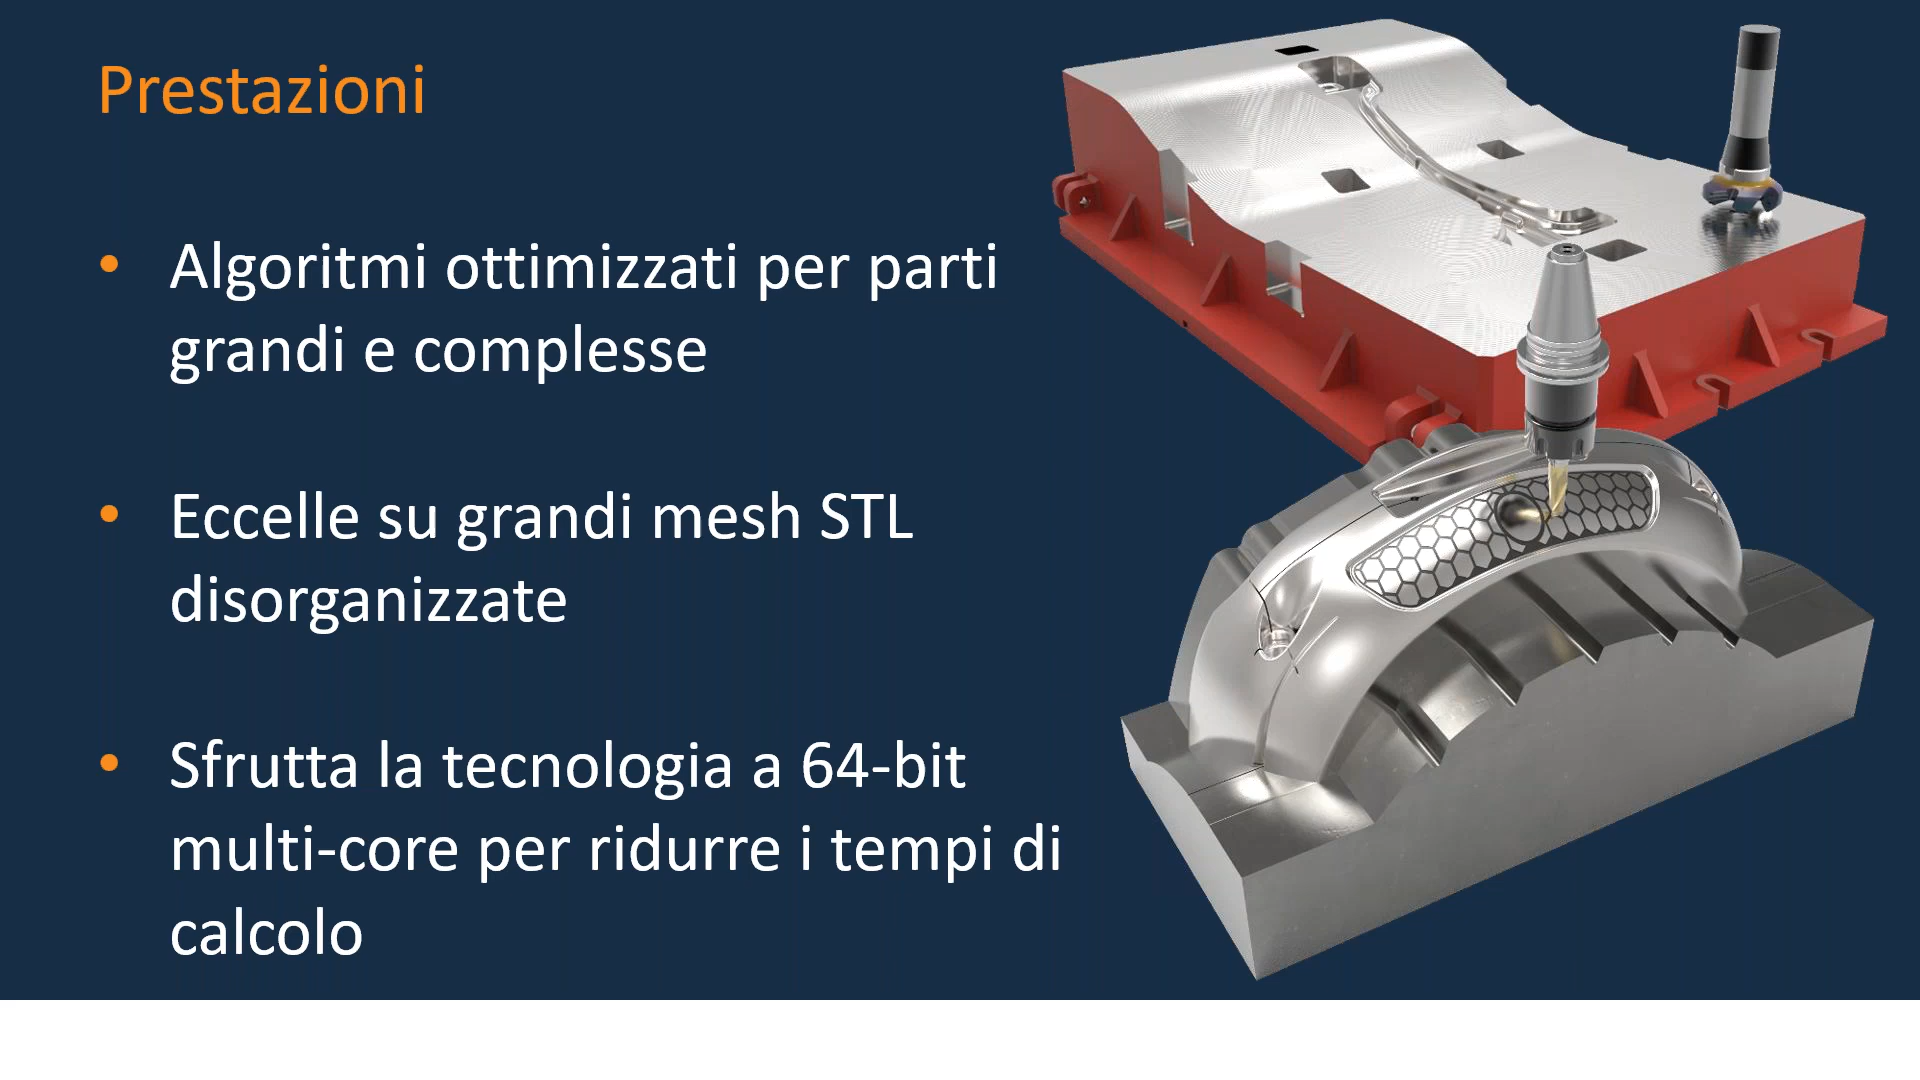 Prestazioni
• Algoritmi ottimizzati per parti
grandi e complesse
• Eccelle su grandi mesh STL
disorganizzate
• Sfrutta la tecnologia a 64-bit
multi-core per ridurre i tempi di
calcolo